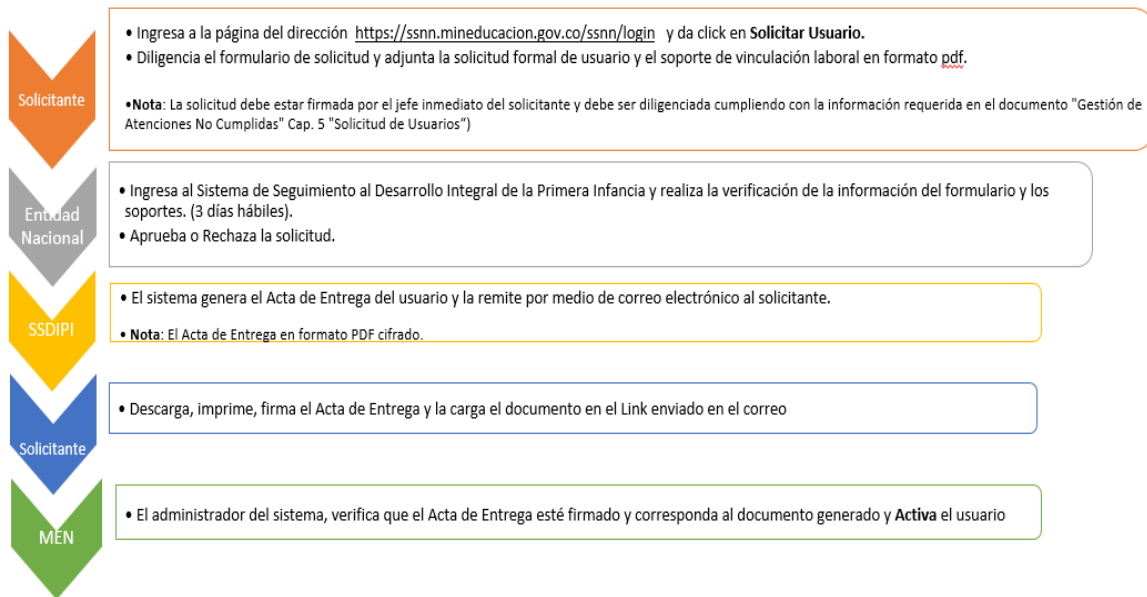 Solicitante
• Ingresa a la página del dirección https://ssnn.mineducacion.gov.co/ssnn/login y da click en Solicitar Usuario.
• Diligencia el formulario de solicitud y adjunta la solicitud formal de usuario y el soporte de vinculación laboral en formato pdf.
•Nota: La solicitud debe estar firmada por el jefe inmediato del solicitante y debe ser diligenciada cumpliendo con la información requerida en el documento "Gestión de
Atenciones No Cumplidas" Cap. 5 "Solicitud de Usuarios“)
Entidad
Nacional
• Ingresa al Sistema de Seguimiento al Desarrollo Integral de la Primera Infancia y realiza la verificación de la información del formulario y los
soportes. (3 días hábiles).
• Aprueba o Rechaza la solicitud.
SSDIPI
• El sistema genera el Acta de Entrega del usuario y la remite por medio de correo electrónico al solicitante.
• Nota: El Acta de Entrega en formato PDF cifrado.
Solicitante
• Descarga, imprime, firma el Acta de Entrega y la carga el documento en el Link enviado en el correo
MEN
• El administrador del sistema, verifica que el Acta de Entrega esté firmado y corresponda al documento generado y Activa el usuario